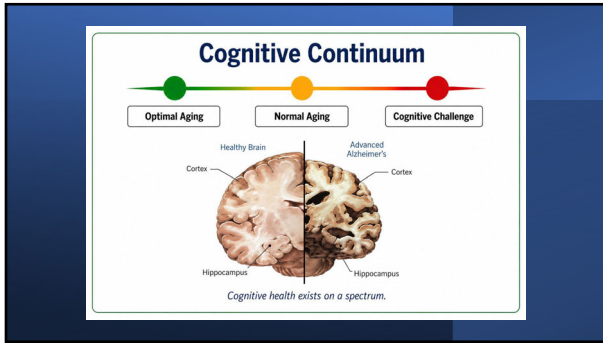 Cognitive Continuum
Optimal Aging
Normal Aging
Cognitive Challenge
Healthy Brain
Advanced
Alzheimer's
Cortex
Cortex
Hippocampus
Hippocampus
Cognitive health exists on a spectrum.